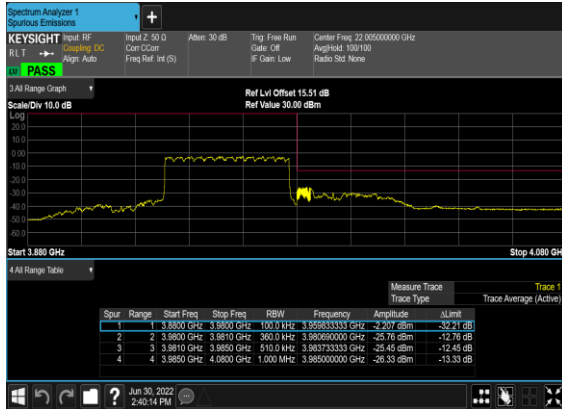 Spectrum Analyzer 1
Spurious Emissions
KEYSIGHT Input: RF Input Z: 50 Ω Atten: 30 dB Trig: Free Run Center Freq: 22.005000000 GHz
RLT Coupling: DC Corr CCorr Gate: Off Avg|Hold: 100/100
Align: Auto Freq Ref: Int (S) IF Gain: Low Radio Std: None
PASS
3 All Range Graph
Ref Lvl Offset 15.51 dB
Scale/Div 10.0 dB Ref Value 30.00 dBm
Log
20.0
10.0
0.00
-10.0
-20.0
-30.0
-40.0
-50.0
-60.0
Start 3.880 GHz Stop 4.080 GH
4 All Range Table
Measure Trace Trace 1
Trace Type Trace Average (Active)
Spur Range Start Freq Stop Freq RBW Frequency Amplitude ΔLimit
1 1 3.8800 GHz 3.9800 GHz 100.0 kHz 3.959833333 GHz -2.207 dBm -32.21 dB
2 2 3.9800 GHz 3.9810 GHz 360.0 kHz 3.980690000 GHz -25.76 dBm -12.76 dB
3 3 3.9810 GHz 3.9850 GHz 510.0 kHz 3.983733333 GHz -25.45 dBm -12.45 dB
4 4 3.9850 GHz 4.0800 GHz 1.000 MHz 3.985000000 GHz -26.33 dBm -13.33 dB
? Jun 30, 2022
2:40:14 PM